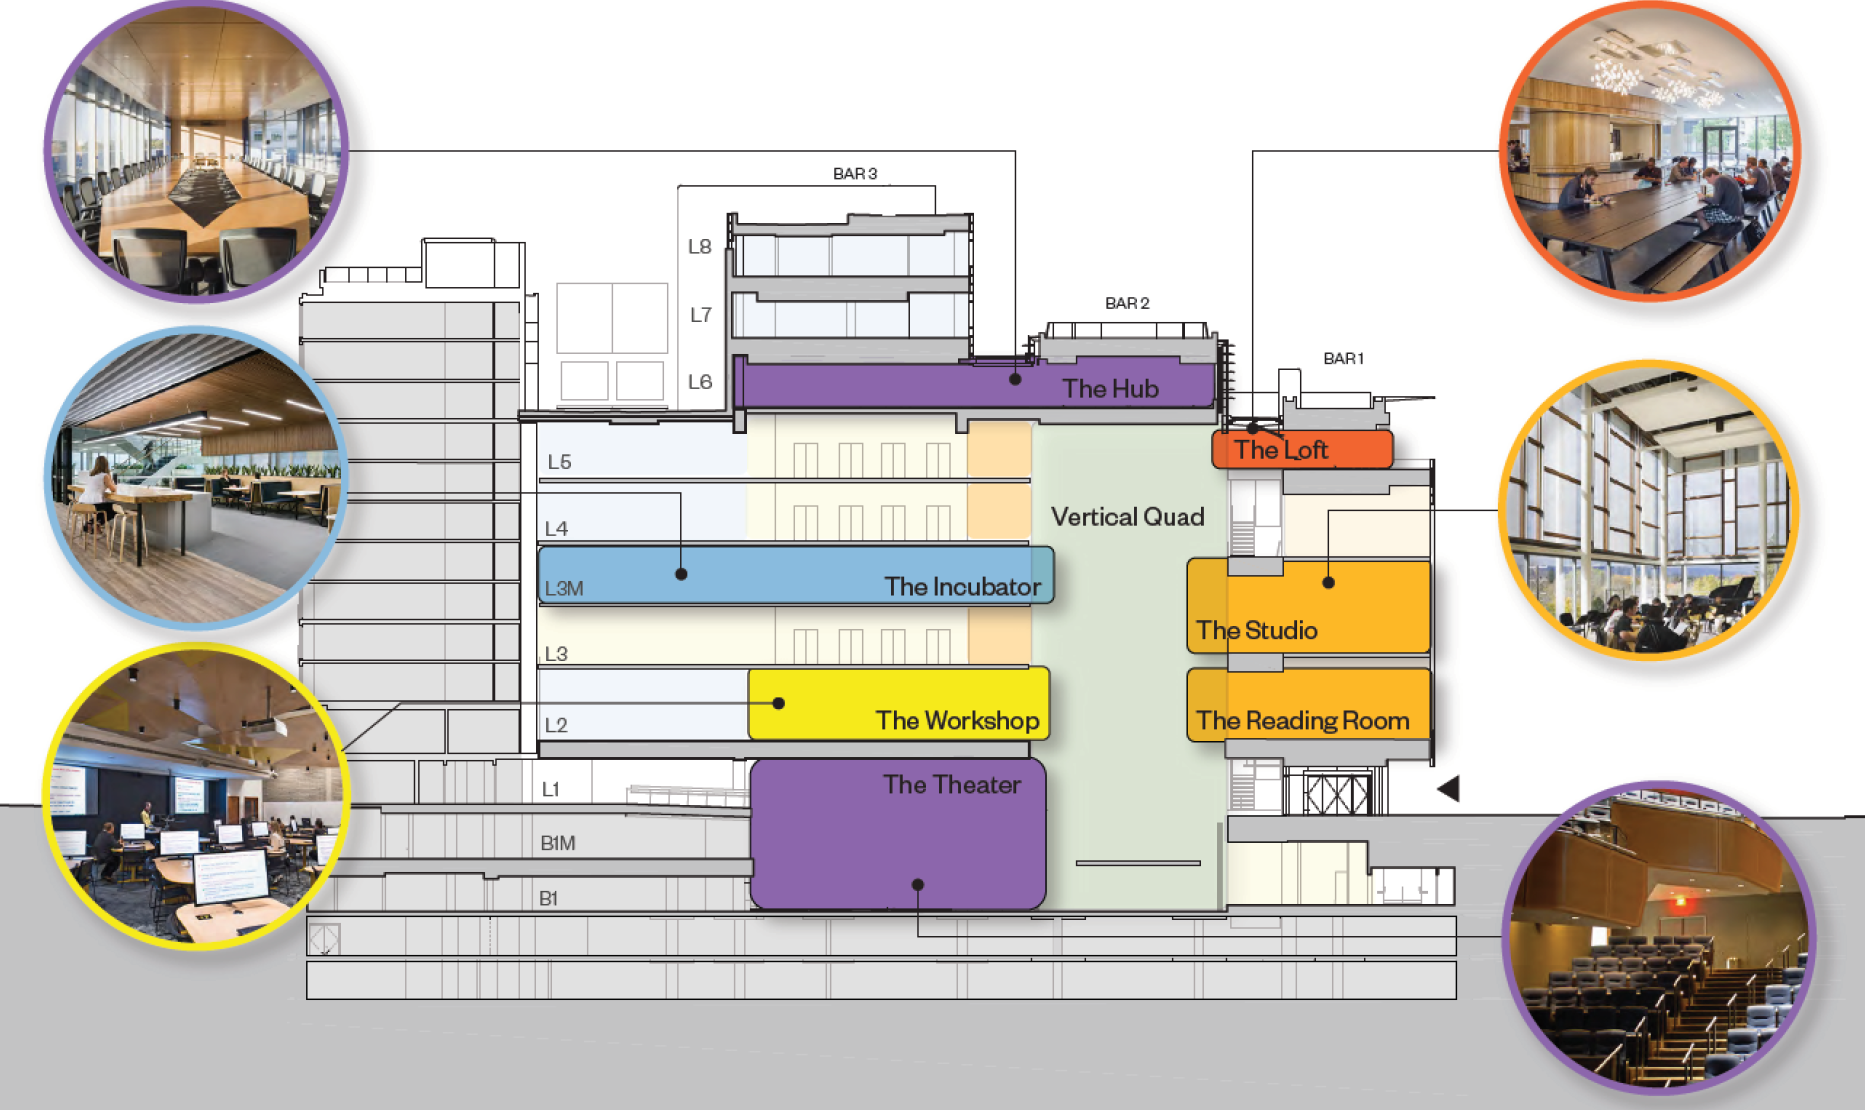 BAR 3
L8
L7
BAR 2
BAR 1
L6
The Hub
The Loft
L5
Vertical Quad
L4
L3M
The Incubator
The Studio
L3
L2
The Workshop
The Reading Room
L1
The Theater
B1M
B1